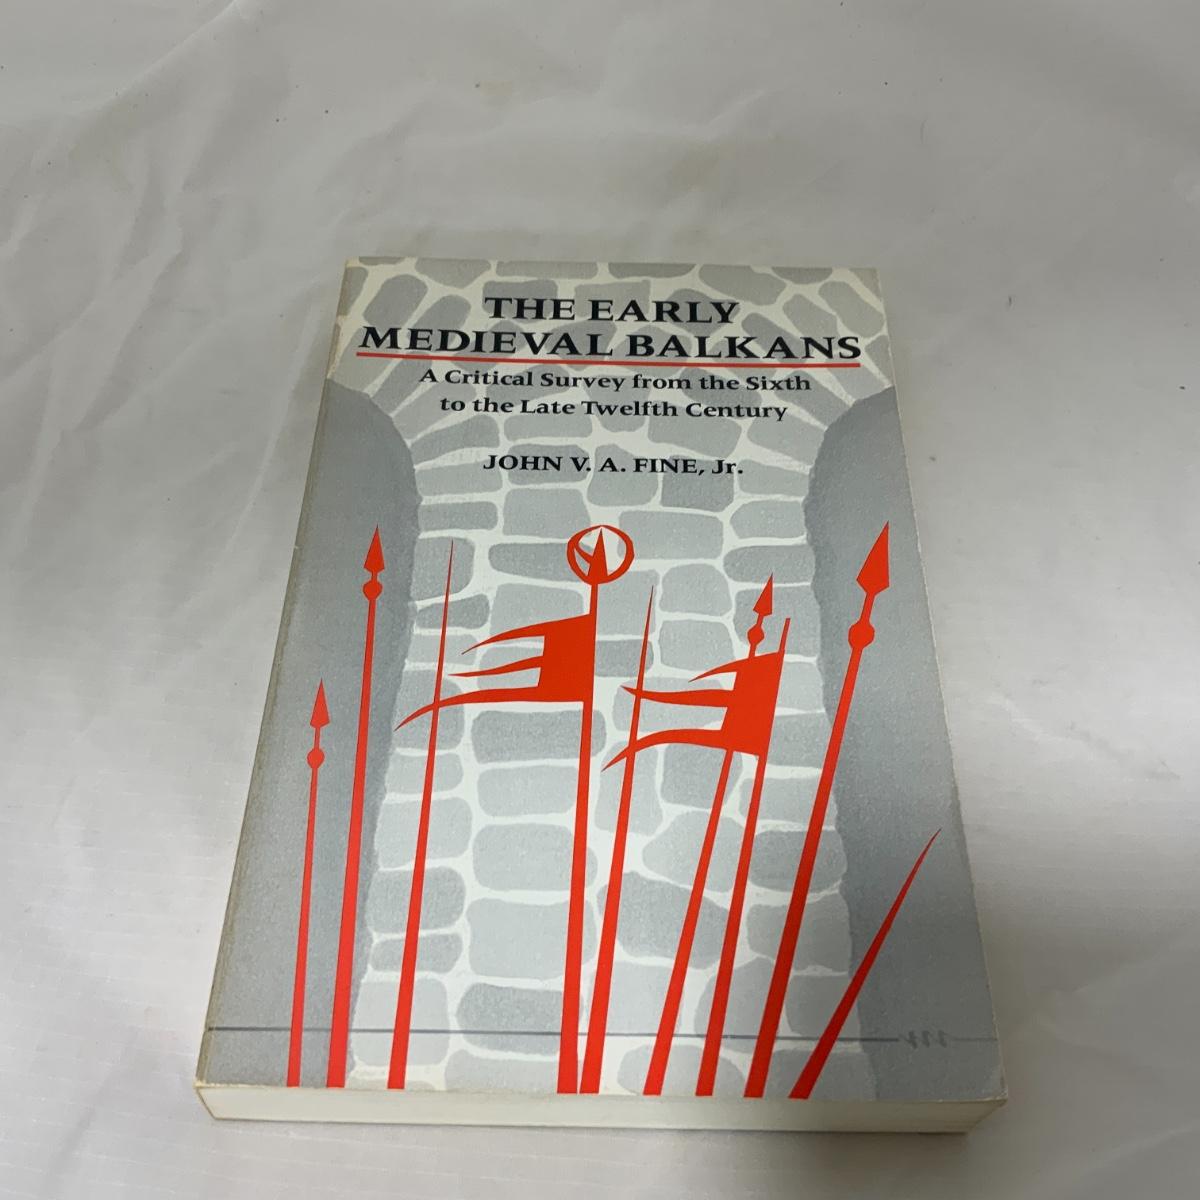 THE EARLY
MEDIEVAL BALKANS
A Critical Survey from the Sixth
to the Late Twelfth Century
JOHN V. A. FINE, Jr.